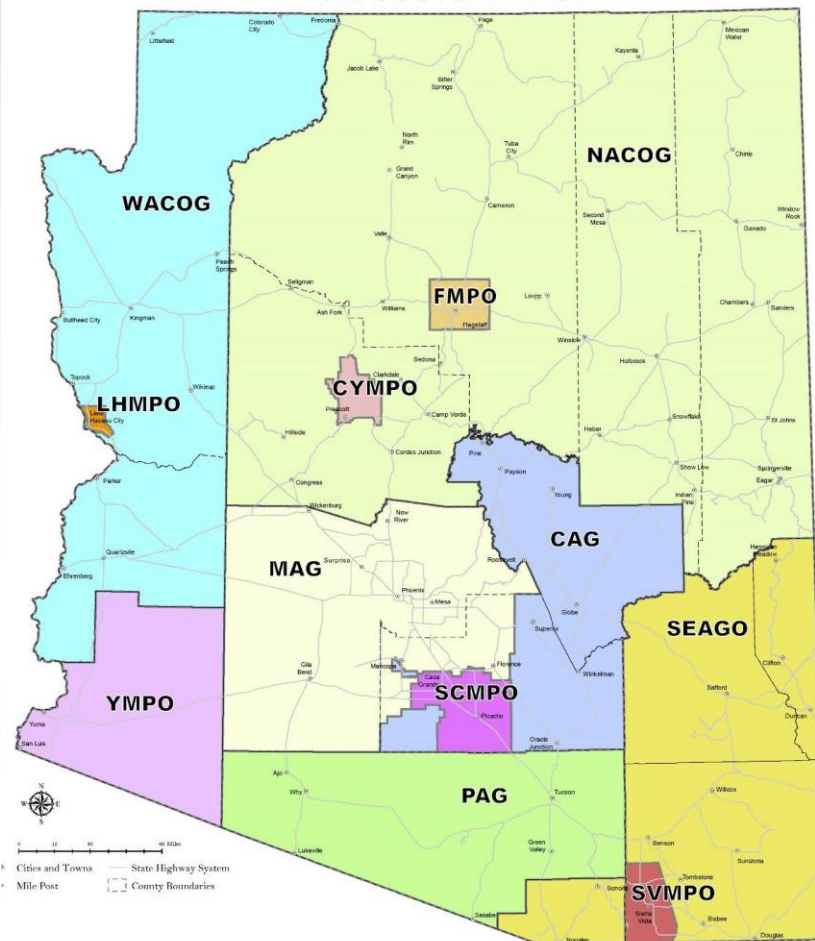 Littlefield
Colorado
City
Fredonia
Page
Kayenta
Mexican
Water
Jacob Lake
Bitter
Springs
North
Rim
Tuba
City
NACOG
Chinle
Grand
Canyon
WACOG
Cameron
Second
Mesa
Window
Rock
Ganado
Valle
Peach
Springs
Seligman
FMPO
Leupp
Chambers
Sanders
Bullhead City
Kingman
Ash Fork
Williams
Flagstaff
Winslow
Holbrook
Sedona
Topock
Wikieup
CYMPO
Clarkdale
LHMPO
Lake
Havasu City
Prescott
Camp Verde
Snowflake
St Johns
Hillside
Heber
Cordes Junction
Pine
Payson
Show Low
Springerville
Eagar
Parker
Congress
Young
Indian
Pine
Wickenburg
New
River
CAG
Quartzsite
Ehrenberg
MAG
Surprise
Roosevelt
Phoenix
Mesa
Globe
Superior
SEAGO
Maricopa
Florence
Clifton
Gila
Bend
Casa
Grande
SCMPO
Winkelman
Safford
YMPO
Picacho
Duncan
Yuma
San Luis
Oracle
Junction
Ajo
Why
PAG
Tucson
Willcox
N
W
E
S
Lukeville
Green
Valley
Benson
Sunizona
Miles
Cities and Towns
State Highway System
Mile Post
County Boundaries
Sonoita
Tombstone
SVMPO
Sierra
Vista
Bisbee
Sasabe
Douglas